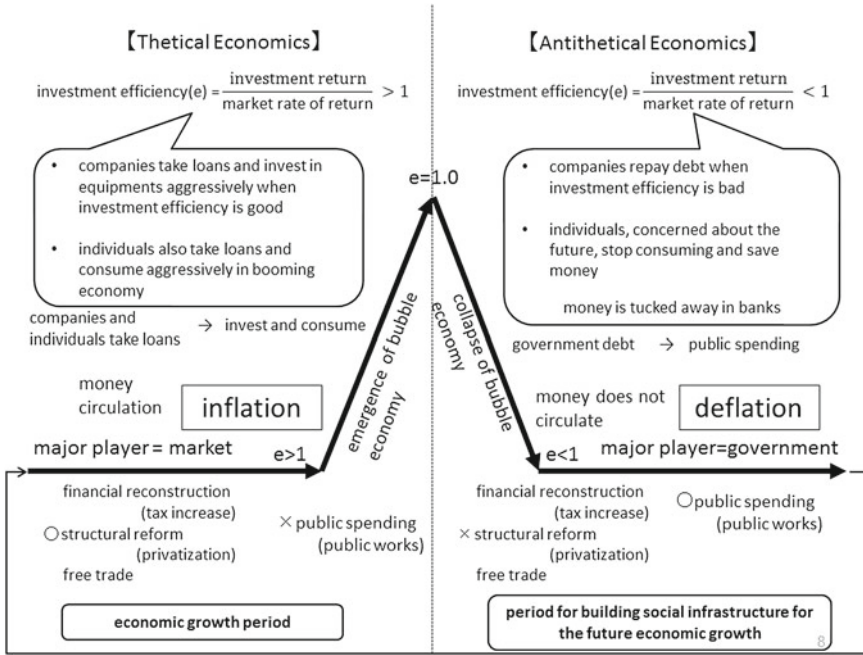 【Thetical Economics】
investment efficiency(e) = investment return
market rate of return > 1
• companies take loans and invest in
equipments aggressively when
investment efficiency is good
• individuals also take loans and
consume aggressively in booming
economy
companies and
individuals take loans → invest and consume
money
circulation
inflation
major player = market
e>1
emergence of bubble
economy
e=1.0
financial reconstruction
(tax increase)
○structural reform
(privatization)
free trade
×public spending
(public works)
economic growth period
【Antithetical Economics】
investment efficiency(e) = investment return
market rate of return < 1
• companies repay debt when
investment efficiency is bad
• individuals, concerned about the
future, stop consuming and save
money
money is tucked away in banks
government debt → public spending
collapse of bubble
economy
money does not
circulate
deflation
e<1
major player=government
financial reconstruction
(tax increase)
×structural reform
(privatization)
free trade
○public spending
(public works)
period for building social infrastructure for
the future economic growth
8